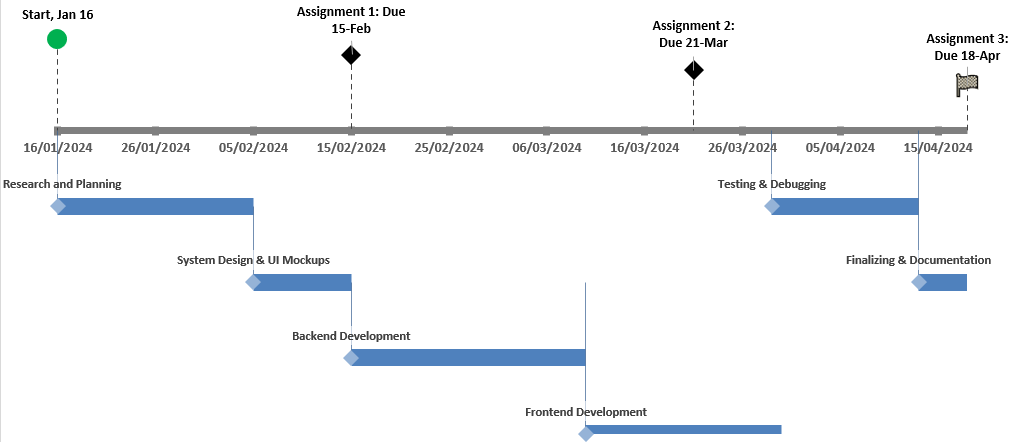 Start, Jan 16
Assignment 1: Due
15-Feb
Assignment 2:
Due 21-Mar
Assignment 3:
Due 18-Apr
16/01/2024
26/01/2024
05/02/2024
15/02/2024
25/02/2024
06/03/2024
16/03/2024
26/03/2024
05/04/2024
15/04/2024
Research and Planning
Testing & Debugging
System Design & UI Mockups
Finalizing & Documentation
Backend Development
Frontend Development